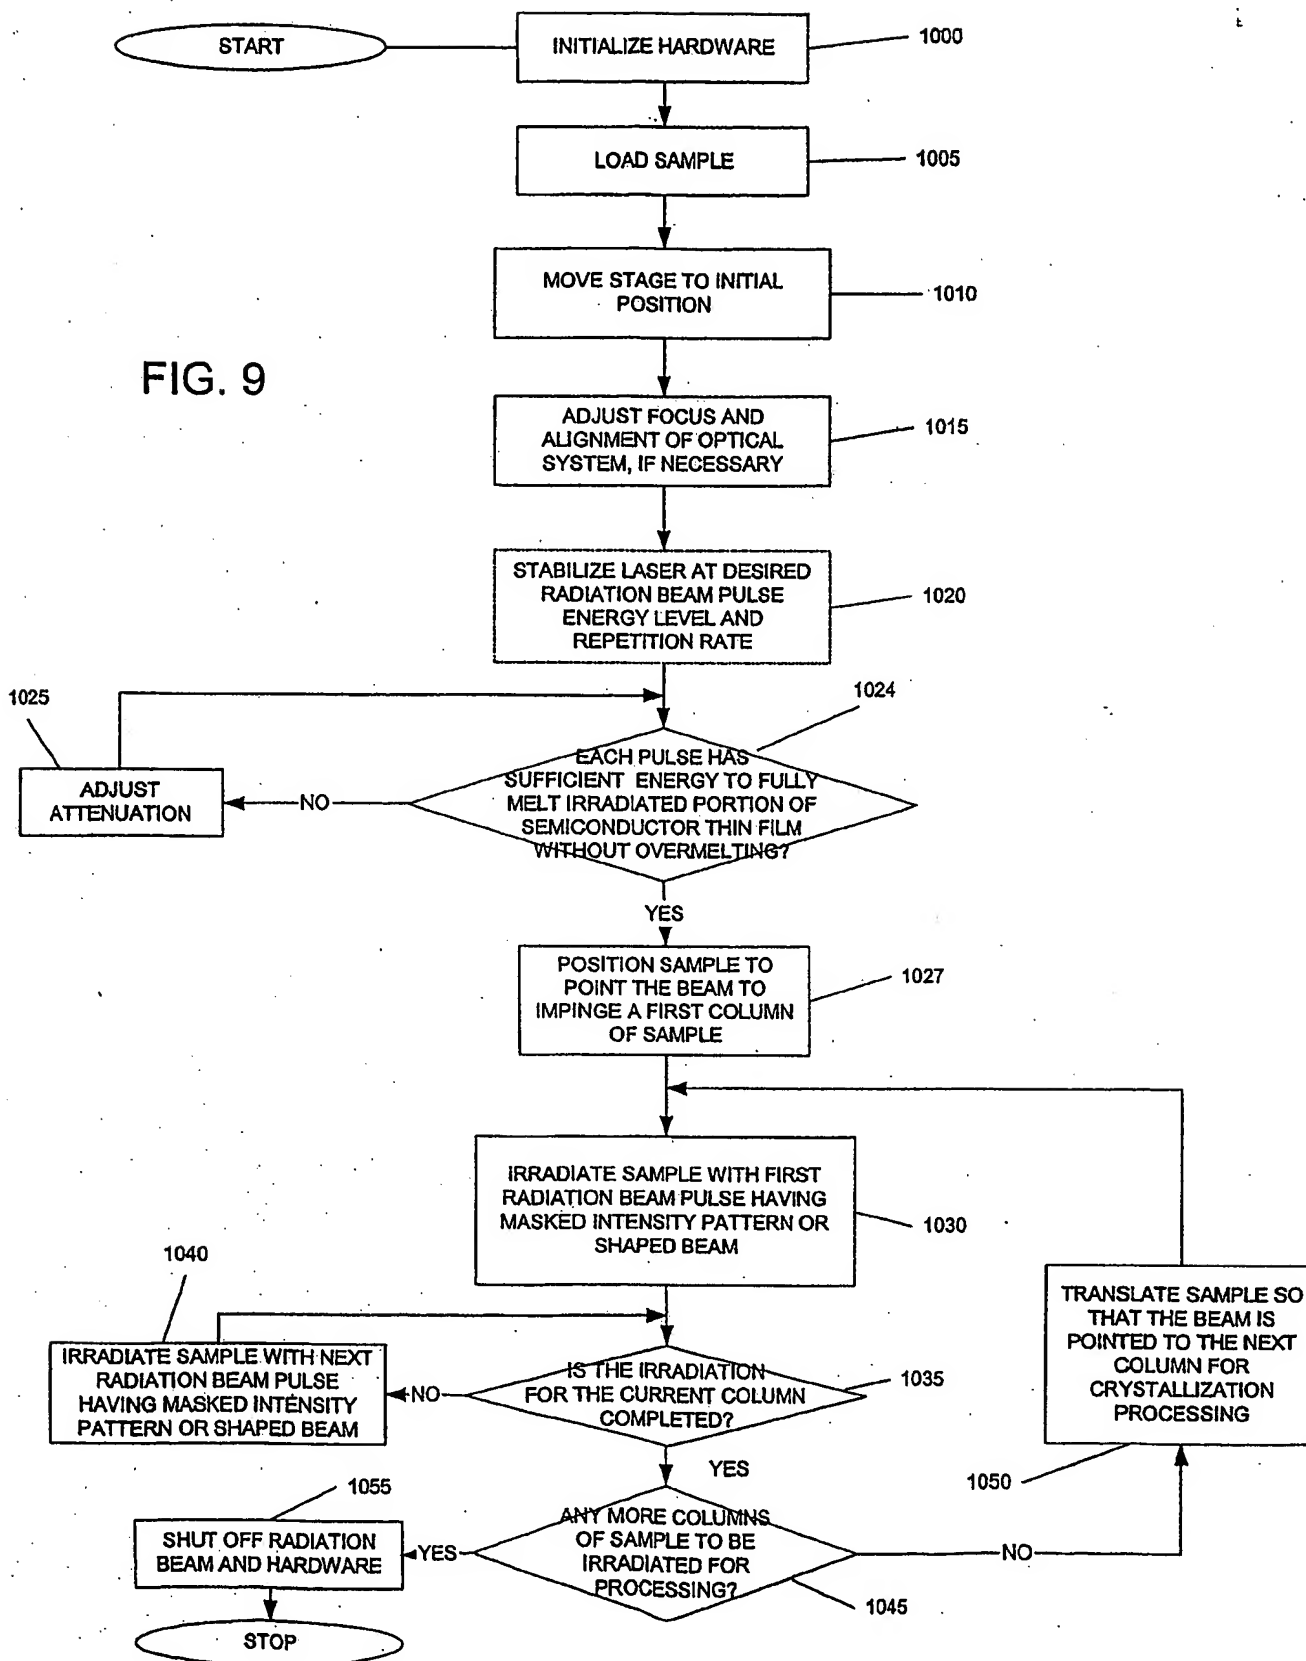 START
INITIALIZE HARDWARE
1000
LOAD SAMPLE
1005
MOVE STAGE TO INITIAL
POSITION
1010
FIG. 9
ADJUST FOCUS AND
ALIGNMENT OF OPTICAL
SYSTEM, IF NECESSARY
1015
STABILIZE LASER AT DESIRED
RADIATION BEAM PULSE
ENERGY LEVEL AND
REPETITION RATE
1020
1025
ADJUST
ATTENUATION
NO
1024
EACH PULSE HAS
SUFFICIENT ENERGY TO FULLY
MELT IRRADIATED PORTION OF
SEMICONDUCTOR THIN FILM
WITHOUT OVERMELTING?
YES
POSITION SAMPLE TO
POINT THE BEAM TO
IMPINGE A FIRST COLUMN
OF SAMPLE
1027
IRRADIATE SAMPLE WITH FIRST
RADIATION BEAM PULSE HAVING
MASKED INTENSITY PATTERN OR
SHAPED BEAM
1030
1040
IRRADIATE SAMPLE WITH NEXT
RADIATION BEAM PULSE
HAVING MASKED INTENSITY
PATTERN OR SHAPED BEAM
NO
IS THE IRRADIATION
FOR THE CURRENT COLUMN
COMPLETED?
1035
TRANSLATE SAMPLE SO
THAT THE BEAM IS
POINTED TO THE NEXT
COLUMN FOR
CRYSTALLIZATION
PROCESSING
1050
YES
1055
SHUT OFF RADIATION
BEAM AND HARDWARE
YES
ANY MORE COLUMNS
OF SAMPLE TO BE
IRRADIATED FOR
PROCESSING?
NO
1045
STOP